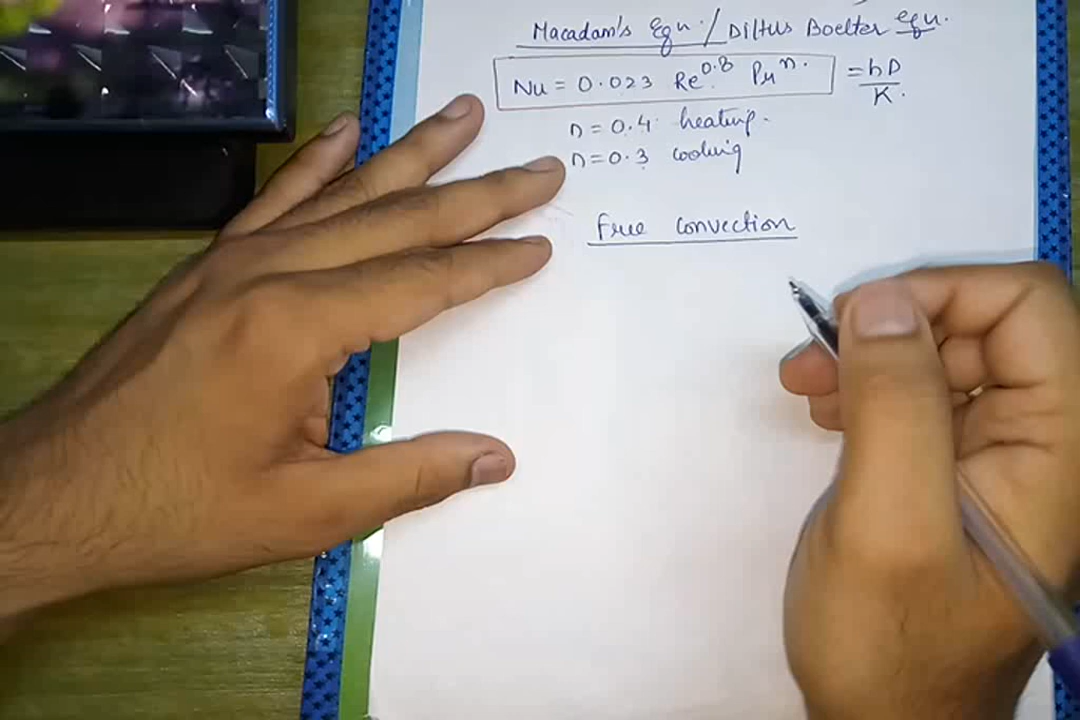 Macadam's Eqn. / Dittus Boelter eqn.
Nu = 0.023 Re^0.8 Pr^n. = hD/K.
n = 0.4 heating.
n = 0.3 cooling
Free convection